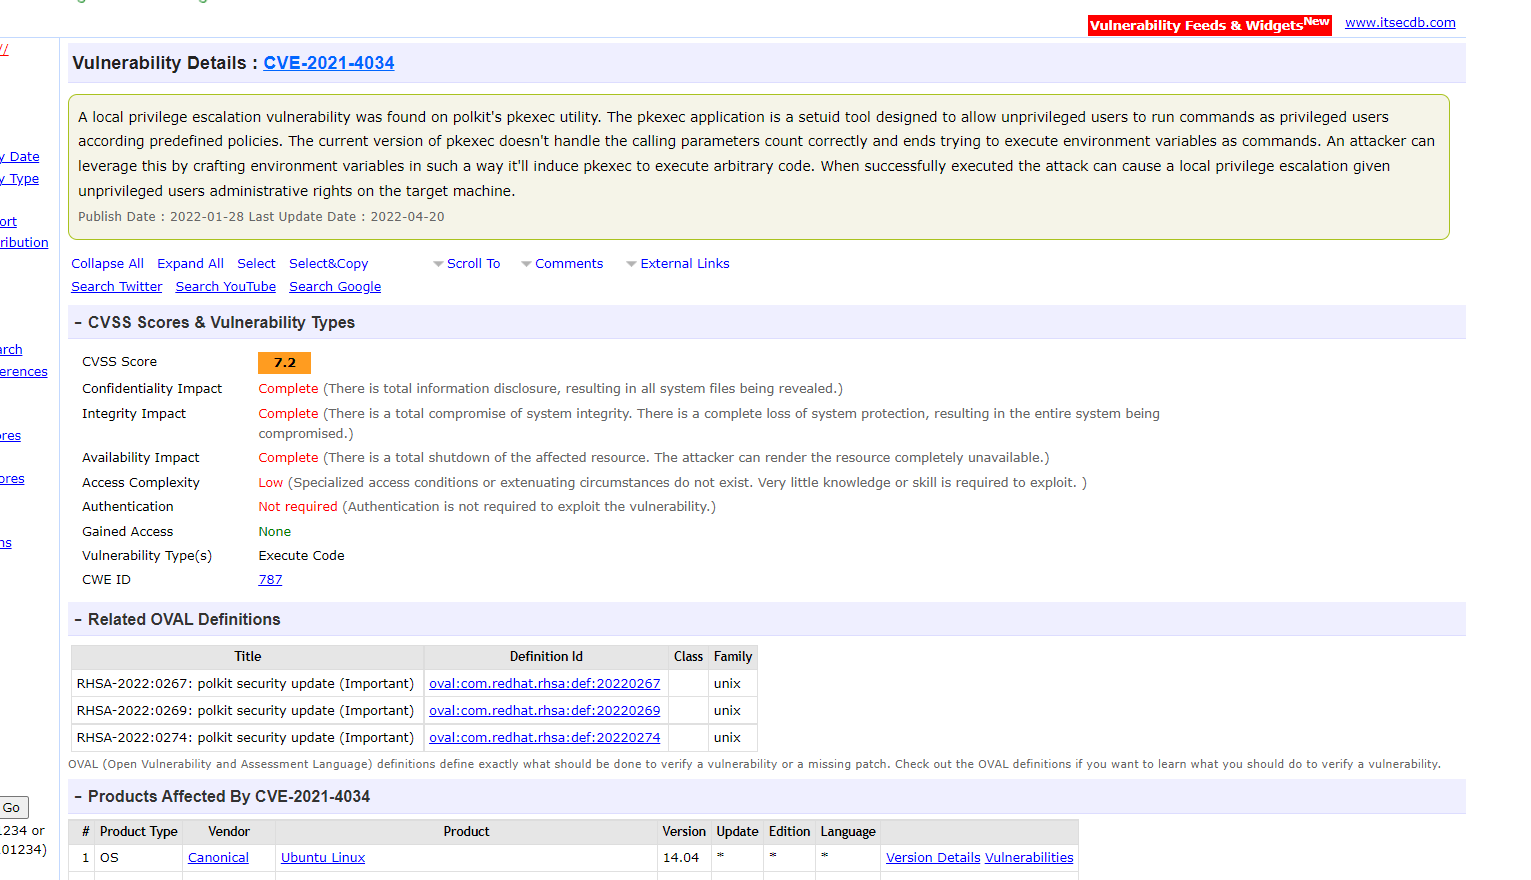 Vulnerability Feeds & WidgetsNew www.itsecdb.com
//
Vulnerability Details : CVE-2021-4034
A local privilege escalation vulnerability was found on polkit's pkexec utility. The pkexec application is a setuid tool designed to allow unprivileged users to run commands as privileged users
according predefined policies. The current version of pkexec doesn't handle the calling parameters count correctly and ends trying to execute environment variables as commands. An attacker can
leverage this by crafting environment variables in such a way it'll induce pkexec to execute arbitrary code. When successfully executed the attack can cause a local privilege escalation given
unprivileged users administrative rights on the target machine.
Publish Date : 2022-01-28 Last Update Date : 2022-04-20
y Date
y Type
ort
ribution
arch
erences
ores
ores
ns
Go
1234 or
01234)
Collapse All Expand All Select Select&Copy Scroll To Comments External Links
Search Twitter Search YouTube Search Google
– CVSS Scores & Vulnerability Types
CVSS Score 7.2
Confidentiality Impact Complete (There is total information disclosure, resulting in all system files being revealed.)
Integrity Impact Complete (There is a total compromise of system integrity. There is a complete loss of system protection, resulting in the entire system being
compromised.)
Availability Impact Complete (There is a total shutdown of the affected resource. The attacker can render the resource completely unavailable.)
Access Complexity Low (Specialized access conditions or extenuating circumstances do not exist. Very little knowledge or skill is required to exploit. )
Authentication Not required (Authentication is not required to exploit the vulnerability.)
Gained Access None
Vulnerability Type(s) Execute Code
CWE ID 787
– Related OVAL Definitions
Title Definition Id Class Family
RHSA-2022:0267: polkit security update (Important) oval:com.redhat.rhsa:def:20220267 unix
RHSA-2022:0269: polkit security update (Important) oval:com.redhat.rhsa:def:20220269 unix
RHSA-2022:0274: polkit security update (Important) oval:com.redhat.rhsa:def:20220274 unix
OVAL (Open Vulnerability and Assessment Language) definitions define exactly what should be done to verify a vulnerability or a missing patch. Check out the OVAL definitions if you want to learn what you should do to verify a vulnerability.
– Products Affected By CVE-2021-4034
# Product Type Vendor Product Version Update Edition Language
1 OS Canonical Ubuntu Linux 14.04 * * * Version Details Vulnerabilities